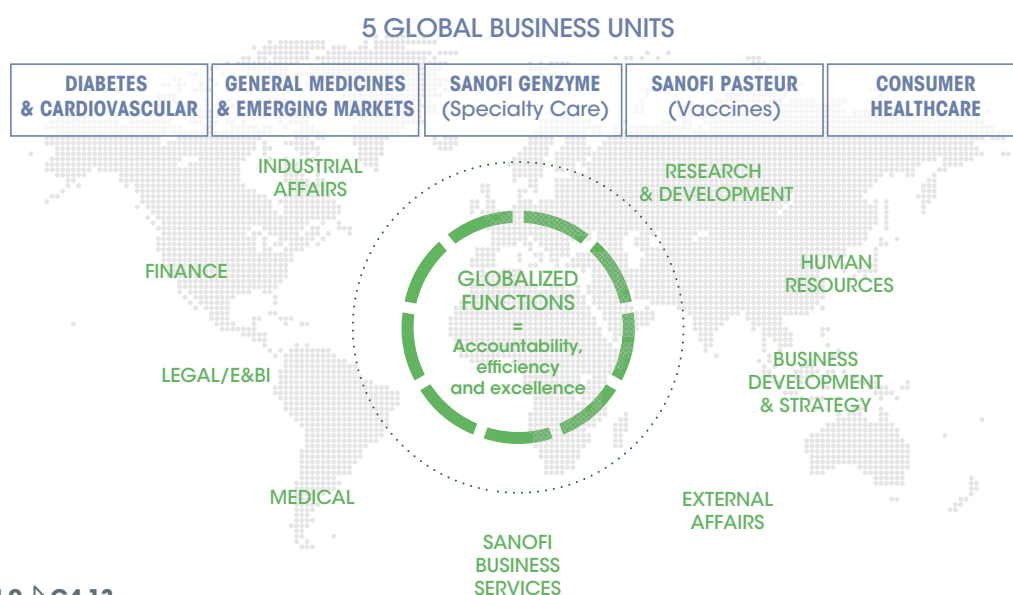 5 GLOBAL BUSINESS UNITS
DIABETES
& CARDIOVASCULAR
GENERAL MEDICINES
& EMERGING MARKETS
SANOFI GENZYME
(Specialty Care)
SANOFI PASTEUR
(Vaccines)
CONSUMER
HEALTHCARE
INDUSTRIAL
AFFAIRS
RESEARCH
& DEVELOPMENT
FINANCE
HUMAN
RESOURCES
GLOBALIZED
FUNCTIONS
=
Accountability,
efficiency
and excellence
LEGAL/E&BI
BUSINESS
DEVELOPMENT
& STRATEGY
MEDICAL
EXTERNAL
AFFAIRS
SANOFI
BUSINESS
SERVICES